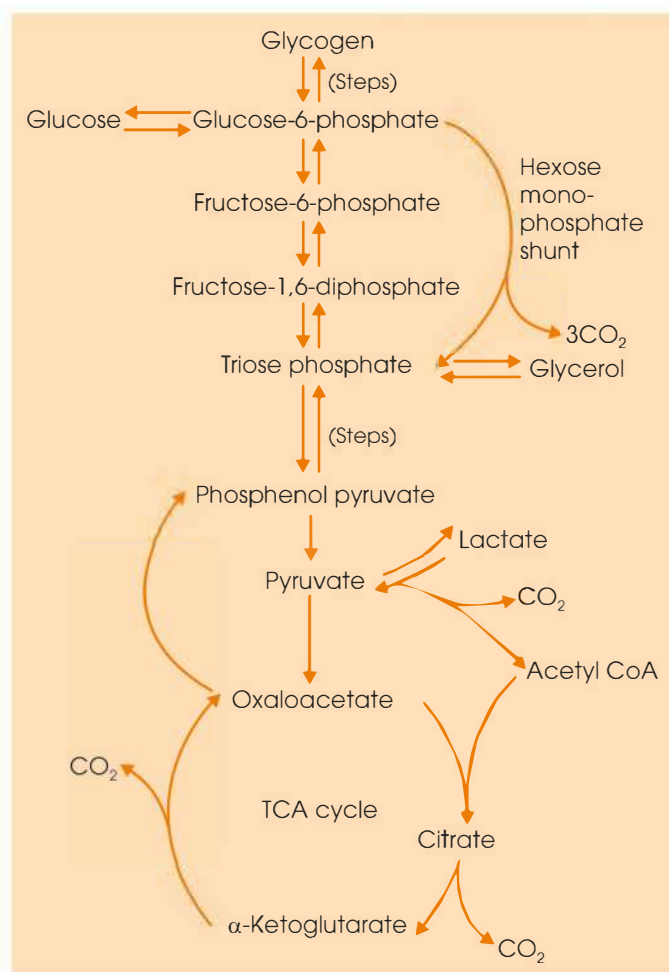 Glycogen
(Steps)
Glucose
Glucose-6-phosphate
Hexose
mono-
phosphate
shunt
Fructose-6-phosphate
Fructose-1,6-diphosphate
3CO₂
Triose phosphate
Glycerol
(Steps)
Phosphenol pyruvate
Lactate
Pyruvate
CO₂
Acetyl CoA
Oxaloacetate
CO₂
TCA cycle
Citrate
α-Ketoglutarate
CO₂